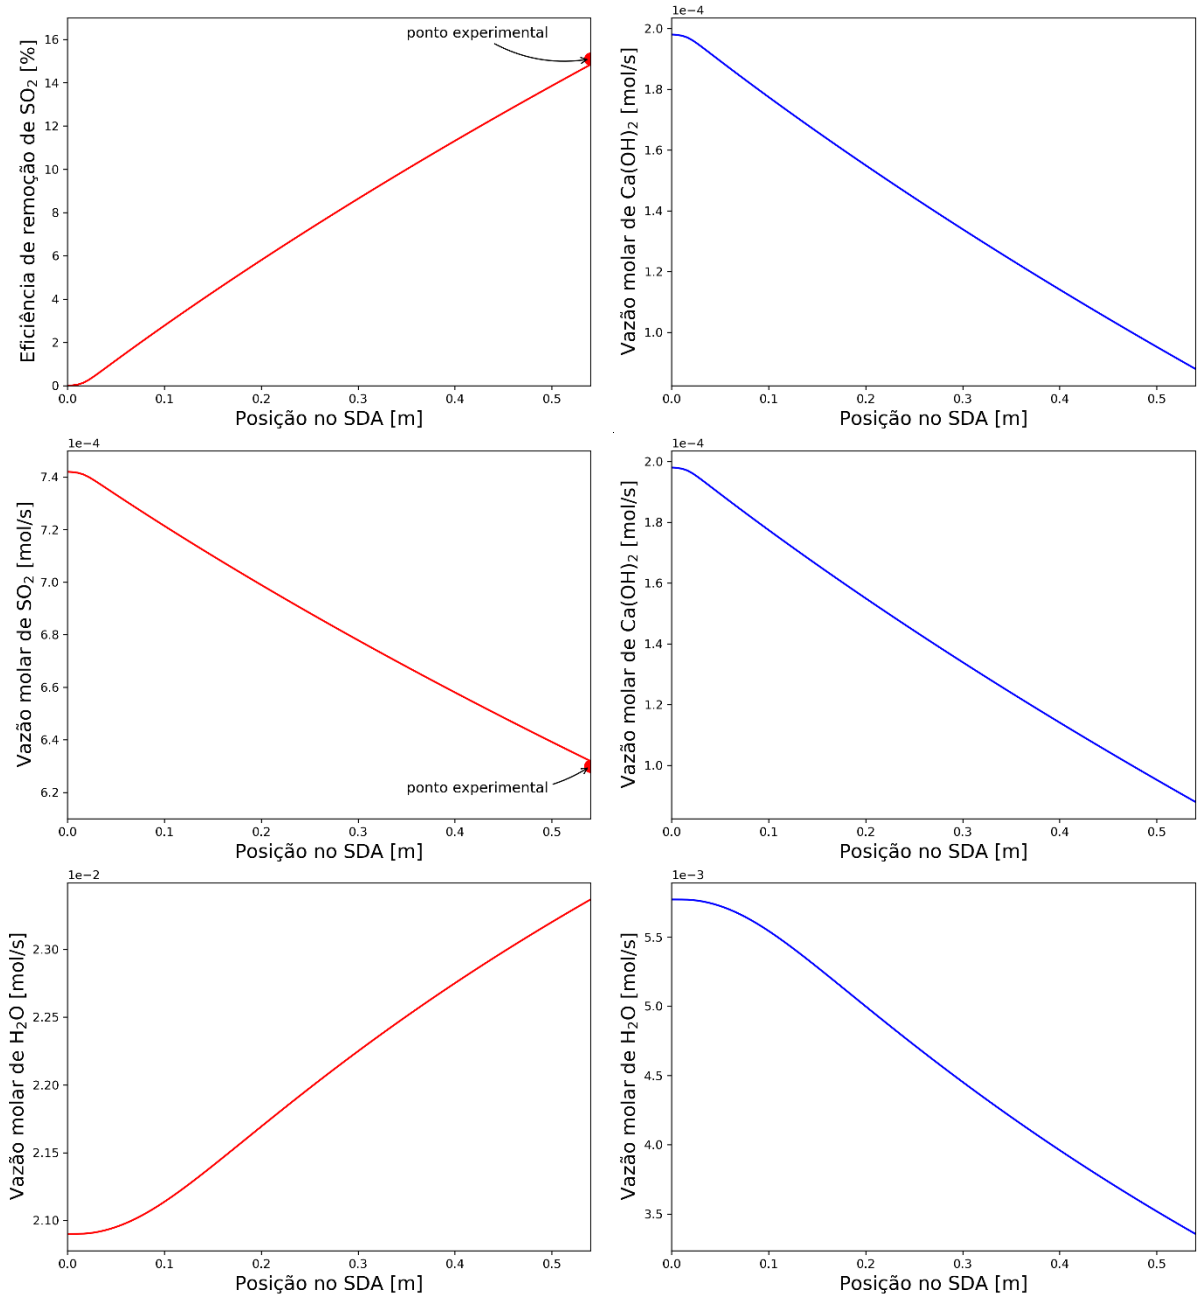 Eficiência de remoção de SO₂ [%]
16
14
12
10
8
6
4
2
0
ponto experimental
0.0 0.1 0.2 0.3 0.4 0.5
Posição no SDA [m]
1e−4
Vazão molar de Ca(OH)₂ [mol/s]
2.0
1.8
1.6
1.4
1.2
1.0
0.0 0.1 0.2 0.3 0.4 0.5
Posição no SDA [m]
1e−4
Vazão molar de SO₂ [mol/s]
7.4
7.2
7.0
6.8
6.6
6.4
6.2
ponto experimental
0.0 0.1 0.2 0.3 0.4 0.5
Posição no SDA [m]
1e−4
Vazão molar de Ca(OH)₂ [mol/s]
2.0
1.8
1.6
1.4
1.2
1.0
0.0 0.1 0.2 0.3 0.4 0.5
Posição no SDA [m]
1e−2
Vazão molar de H₂O [mol/s]
2.30
2.25
2.20
2.15
2.10
0.0 0.1 0.2 0.3 0.4 0.5
Posição no SDA [m]
1e−3
Vazão molar de H₂O [mol/s]
5.5
5.0
4.5
4.0
3.5
0.0 0.1 0.2 0.3 0.4 0.5
Posição no SDA [m]